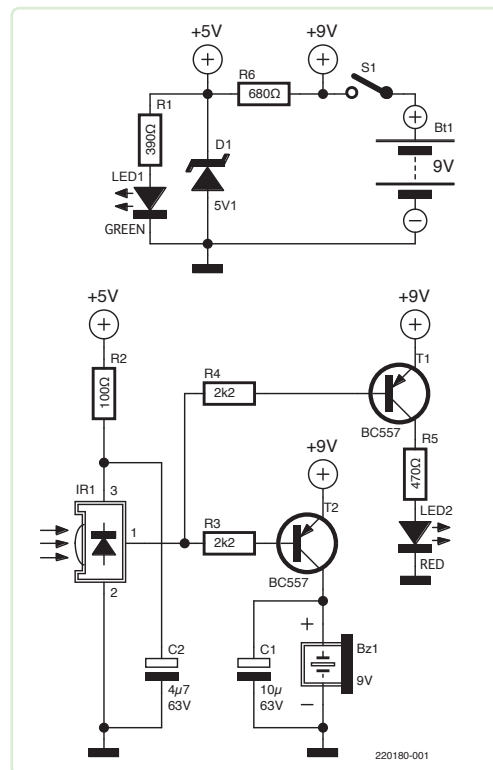 +5V
+9V
R6
680Ω
S1
R1
390Ω
D1
5V1
LED1
GREEN
Bt1
9V
+5V
+9V
R2
100Ω
T1
R4
2k2
BC557
R5
470Ω
+9V
IR1
3
1
2
R3
2k2
T2
BC557
LED2
RED
C2
4µ7
63V
C1
10µ
63V
+
Bz1
9V
–
220180-001